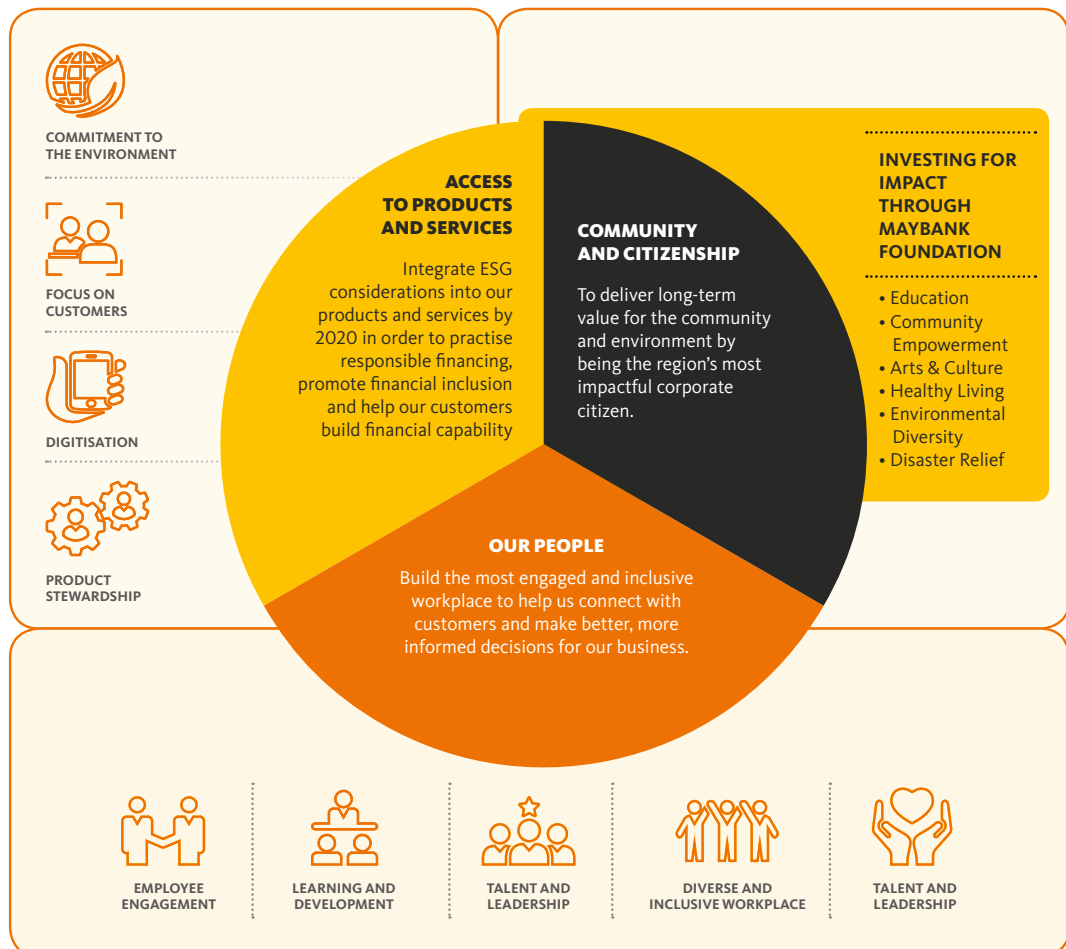 COMMITMENT TO
THE ENVIRONMENT
FOCUS ON
CUSTOMERS
DIGITISATION
PRODUCT
STEWARDSHIP
ACCESS
TO PRODUCTS
AND SERVICES
Integrate ESG
considerations into our
products and services by
2020 in order to practise
responsible financing,
promote financial inclusion
and help our customers
build financial capability
COMMUNITY
AND CITIZENSHIP
To deliver long-term
value for the community
and environment by
being the region's most
impactful corporate
citizen.
INVESTING FOR
IMPACT
THROUGH
MAYBANK
FOUNDATION
• Education
• Community
Empowerment
• Arts & Culture
• Healthy Living
• Environmental
Diversity
• Disaster Relief
OUR PEOPLE
Build the most engaged and inclusive
workplace to help us connect with
customers and make better, more
informed decisions for our business.
EMPLOYEE
ENGAGEMENT
LEARNING AND
DEVELOPMENT
TALENT AND
LEADERSHIP
DIVERSE AND
INCLUSIVE WORKPLACE
TALENT AND
LEADERSHIP